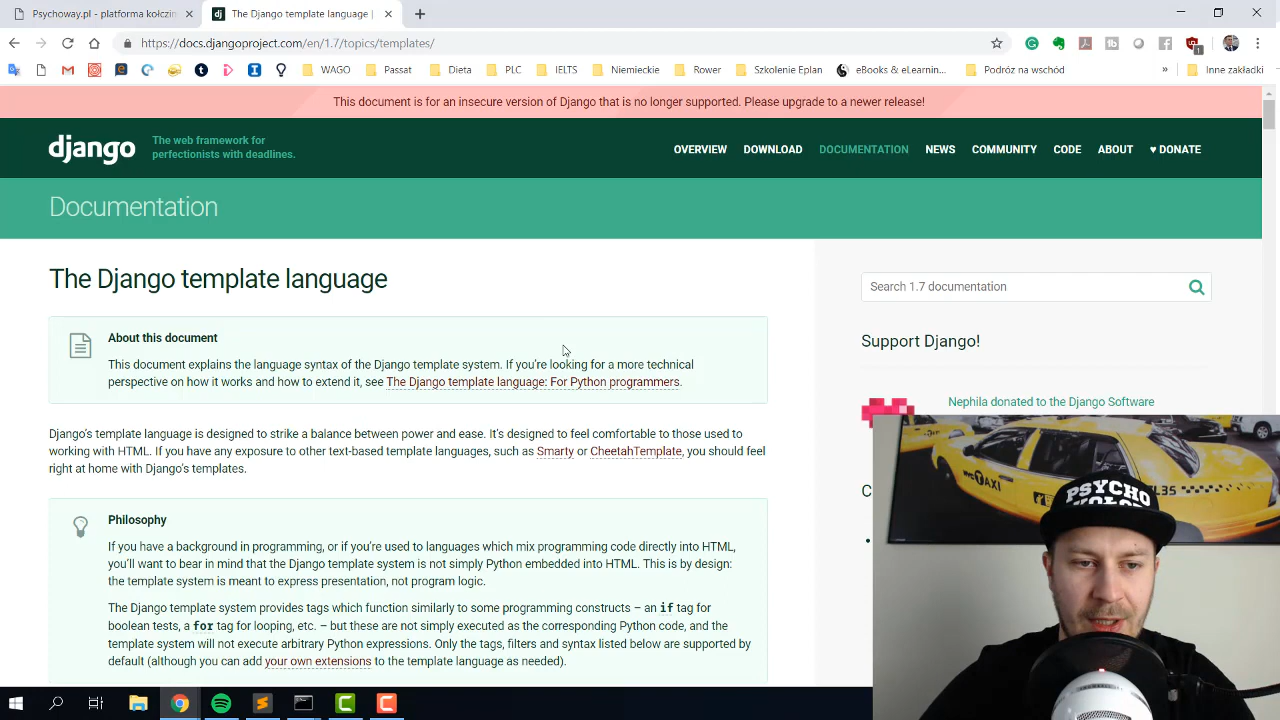 Psychoway.pl - platforma kołczin
The Django template language |
https://docs.djangoproject.com/en/1.7/topics/templates/
WAGO
Passat
Dieta
PLC
IELTS
Niemieckie
Rower
Szkolenie Eplan
eBooks & eLearnin...
Podróż na wschód
»
Inne zakładki
This document is for an insecure version of Django that is no longer supported. Please upgrade to a newer release!
django
The web framework for
perfectionists with deadlines.
OVERVIEW
DOWNLOAD
DOCUMENTATION
NEWS
COMMUNITY
CODE
ABOUT
♥ DONATE
Documentation
The Django template language
Search 1.7 documentation
About this document
This document explains the language syntax of the Django template system. If you're looking for a more technical
perspective on how it works and how to extend it, see The Django template language: For Python programmers.
Support Django!
Nephila donated to the Django Software
Django's template language is designed to strike a balance between power and ease. It's designed to feel comfortable to those used to
working with HTML. If you have any exposure to other text-based template languages, such as Smarty or CheetahTemplate, you should feel
right at home with Django's templates.
Philosophy
If you have a background in programming, or if you're used to languages which mix programming code directly into HTML,
you'll want to bear in mind that the Django template system is not simply Python embedded into HTML. This is by design:
the template system is meant to express presentation, not program logic.
The Django template system provides tags which function similarly to some programming constructs – an if tag for
boolean tests, a for tag for looping, etc. – but these are not simply executed as the corresponding Python code, and the
template system will not execute arbitrary Python expressions. Only the tags, filters and syntax listed below are supported by
default (although you can add your own extensions to the template language as needed).
C
NYC TAXI
PSYCHO